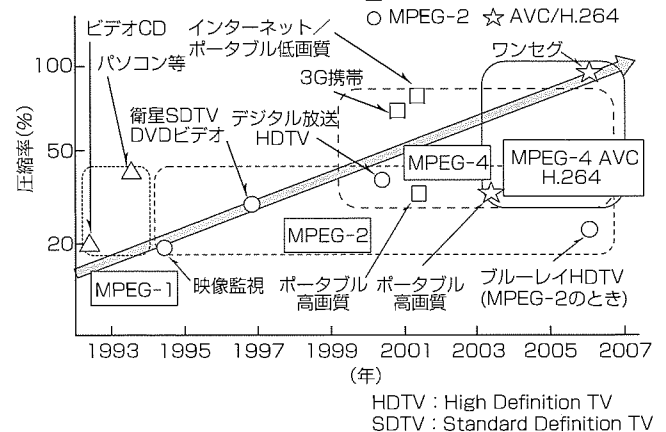 ○ MPEG-2 ☆ AVC/H.264
ビデオCD
インターネット／
ポータブル低画質
パソコン等
ワンセグ
3G携帯
衛星SDTV
DVDビデオ
デジタル放送
HDTV
圧縮率(%)
100
50
20
MPEG-4
MPEG-4 AVC
H.264
MPEG-2
MPEG-1
映像監視
ポータブル
高画質
ポータブル
高画質
ブルーレイHDTV
(MPEG-2のとき)
1993 1995 1997 1999 2001 2003 2005 2007
(年)
HDTV：High Definition TV
SDTV：Standard Definition TV